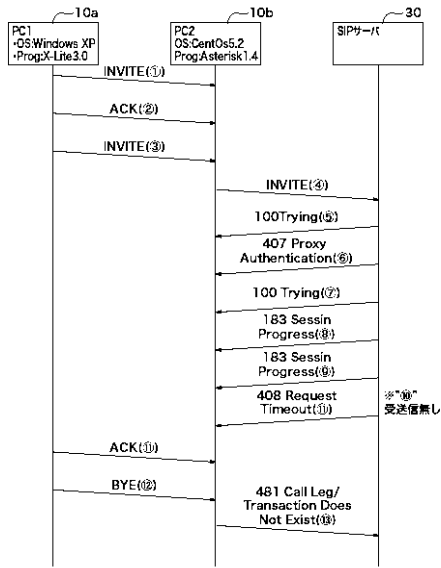 10a
10b
30
PC1
・OS:Windows XP
・Prog:X-Lite3.0
PC2
OS:CentOs5.2
Prog:Asterisk1.4
SIPサーバ
INVITE(①)
ACK(②)
INVITE(③)
INVITE(④)
100Trying(⑤)
407 Proxy
Authentication(⑥)
100 Trying(⑦)
183 Sessin
Progress(⑧)
183 Sessin
Progress(⑨)
408 Request
Timeout(⑪)
※"⑩"
受送信無し
ACK(⑪)
BYE(⑫)
481 Call Leg/
Transaction Does
Not Exist(⑬)